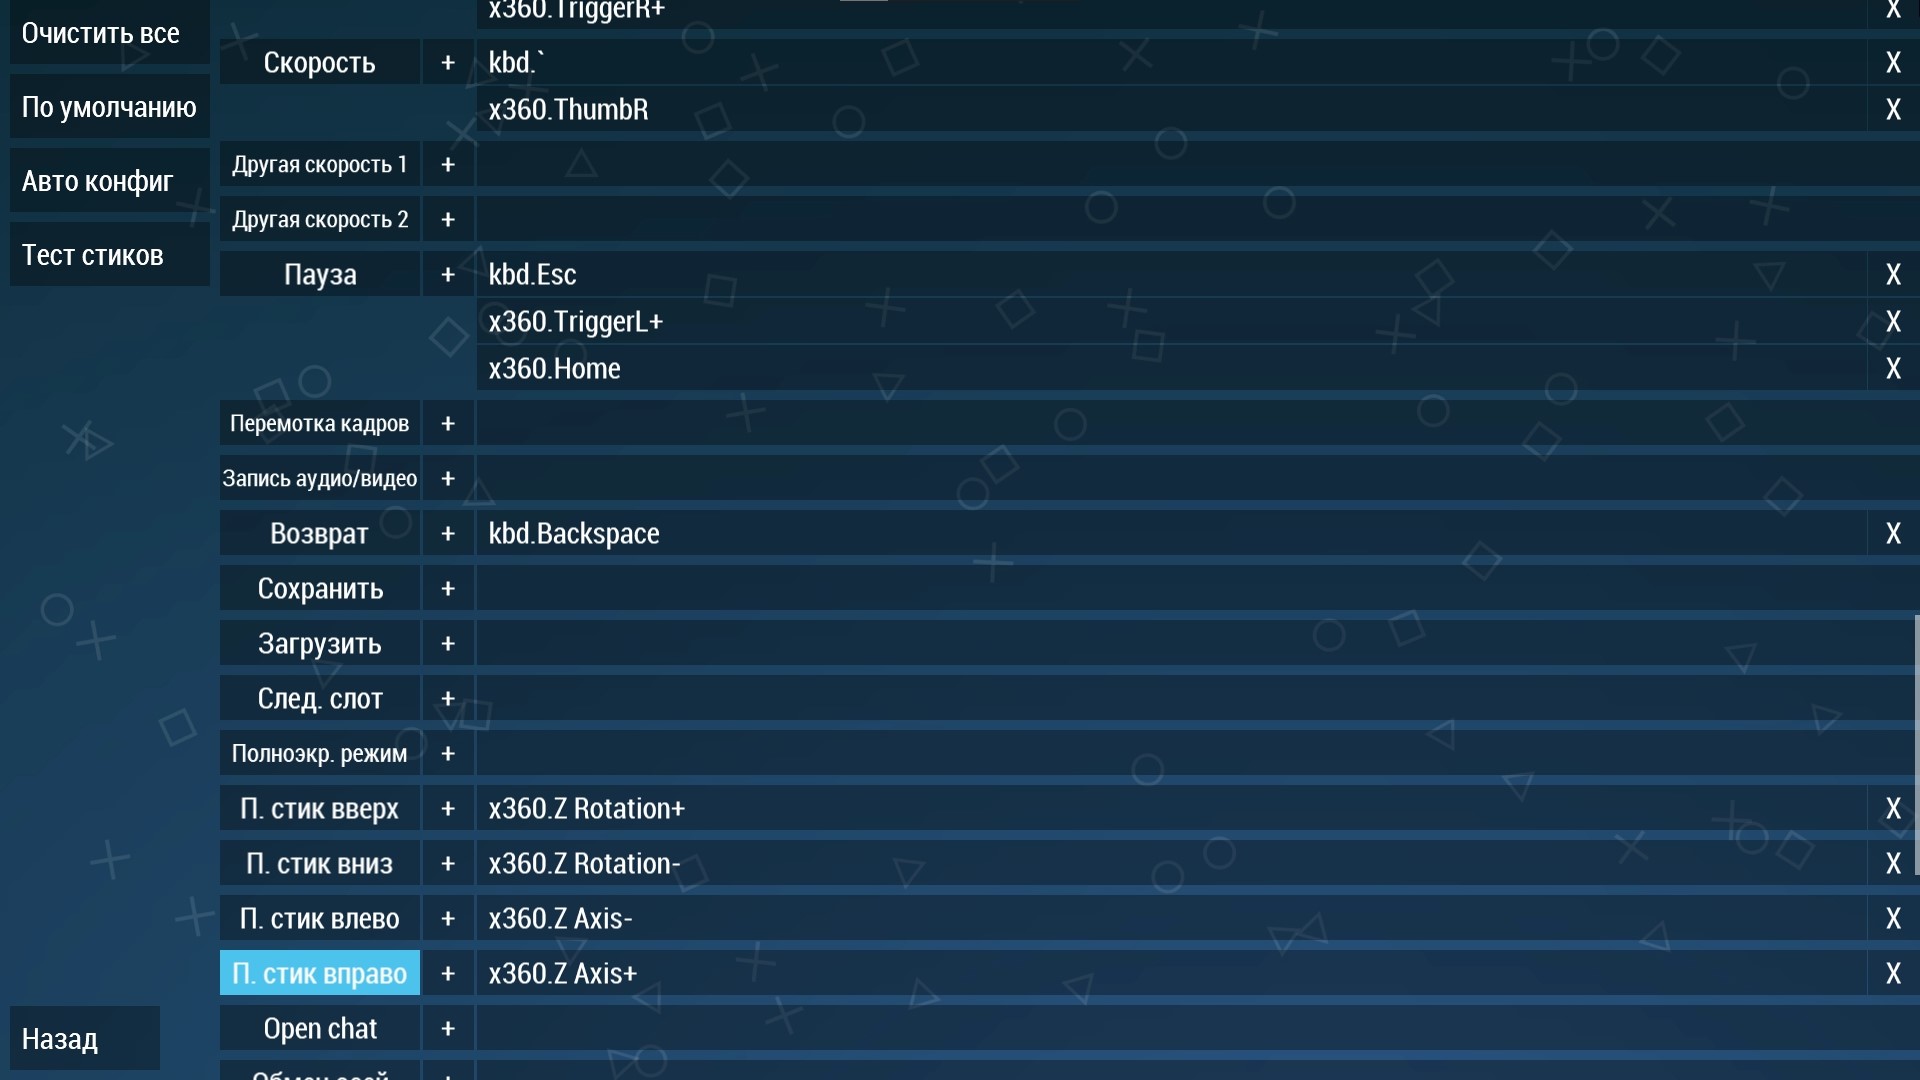 Очистить все
По умолчанию
Авто конфиг
Тест стиков
x360.TriggerR+ X
Скорость + kbd.` X
x360.ThumbR X
Другая скорость 1 +
Другая скорость 2 +
Пауза + kbd.Esc X
x360.TriggerL+ X
x360.Home X
Перемотка кадров +
Запись аудио/видео +
Возврат + kbd.Backspace X
Сохранить +
Загрузить +
След. слот +
Полноэкр. режим +
П. стик вверх + x360.Z Rotation+ X
П. стик вниз + x360.Z Rotation- X
П. стик влево + x360.Z Axis- X
П. стик вправо + x360.Z Axis+ X
Open chat +
Назад